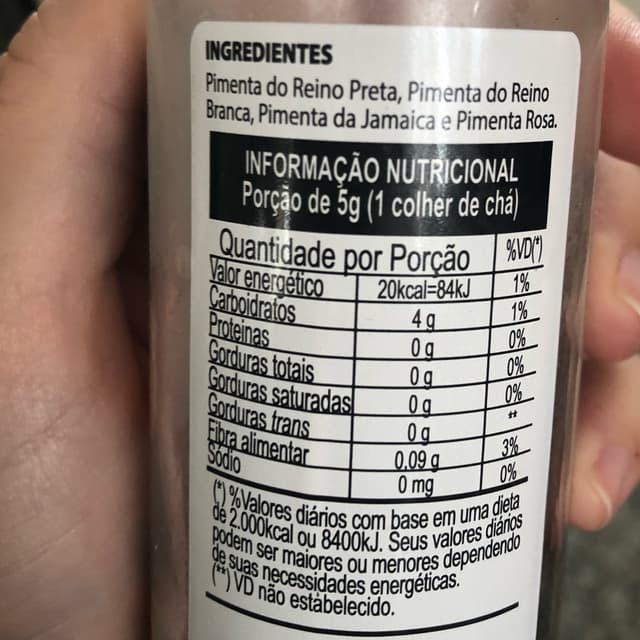 INGREDIENTES
Pimenta do Reino Preta, Pimenta do Reino
Branca, Pimenta da Jamaica e Pimenta Rosa.
INFORMAÇÃO NUTRICIONAL
Porção de 5g (1 colher de chá)
Quantidade por Porção %VD(*)
Valor energético 20kcal=84kJ 1%
Carboidratos 4 g 1%
Proteinas 0 g 0%
Gorduras totais 0 g 0%
Gorduras saturadas 0 g 0%
Gorduras trans 0 g **
Fibra alimentar 0.09 g 3%
Sódio 0 mg 0%
(*) %Valores diários com base em uma dieta
de 2.000kcal ou 8400kJ. Seus valores diários
podem ser maiores ou menores dependendo
de suas necessidades energéticas.
(**) VD não estabelecido.